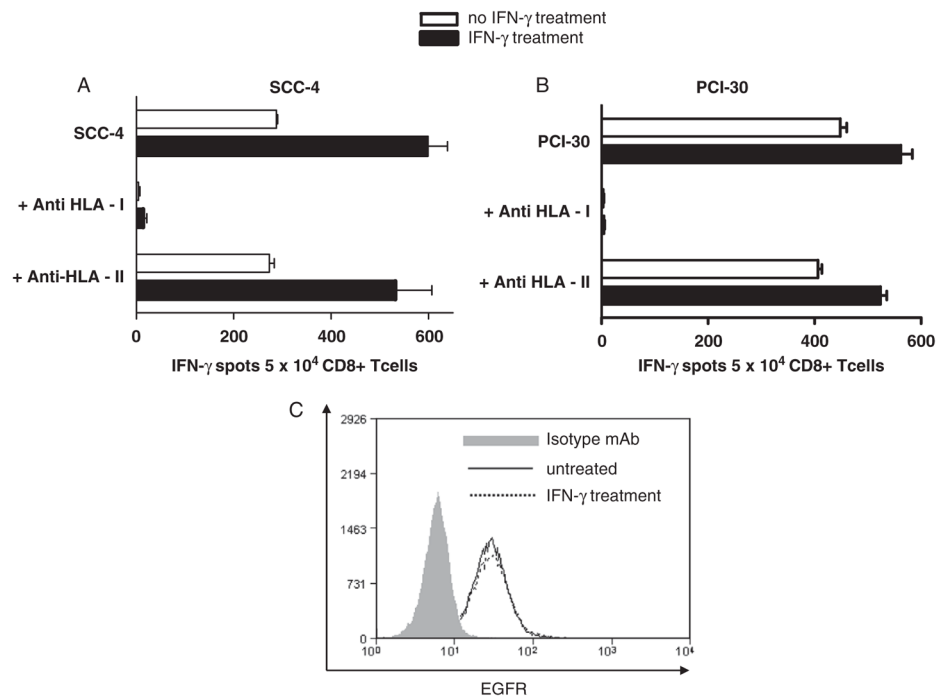 no IFN-γ treatment
IFN-γ treatment
A
SCC-4
SCC-4
+ Anti HLA - I
+ Anti-HLA - II
0 200 400 600
IFN-γ spots 5 x 10⁴ CD8+ Tcells
B
PCI-30
PCI-30
+ Anti HLA - I
+ Anti HLA - II
0 200 400 600
IFN-γ spots 5 x 10⁴ CD8+ Tcells
C
2926
2194
1463
731
0
Isotype mAb
untreated
IFN-γ treatment
10⁰ 10¹ 10² 10³ 10⁴
EGFR